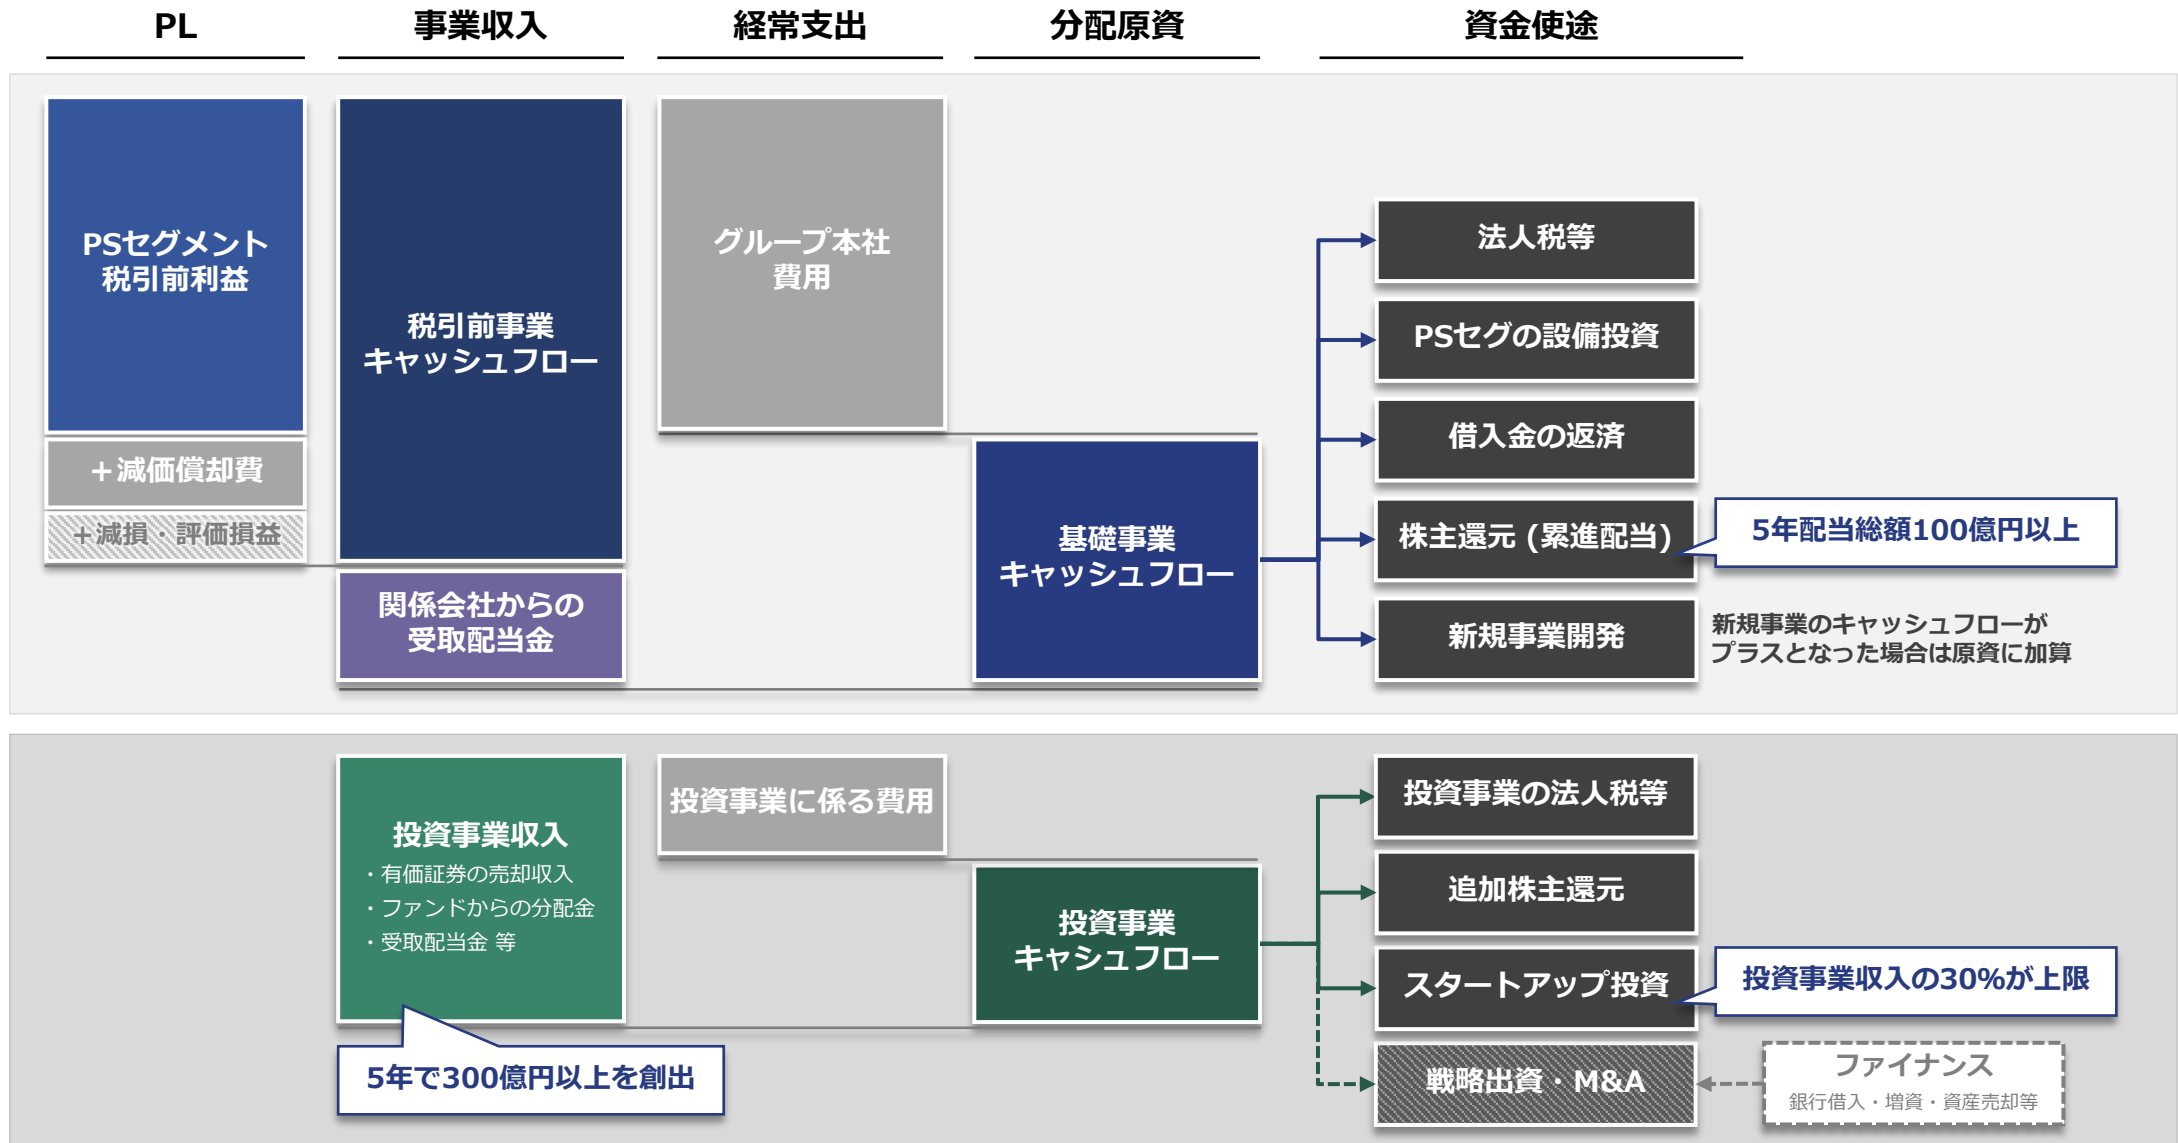 PL
事業収入
経常支出
分配原資
資金使途
PSセグメント
税引前利益
＋減価償却費
＋減損・評価損益
税引前事業
キャッシュフロー
関係会社からの
受取配当金
グループ本社
費用
基礎事業
キャッシュフロー
法人税等
PSセグの設備投資
借入金の返済
株主還元 (累進配当)
5年配当総額100億円以上
新規事業開発
新規事業のキャッシュフローが
プラスとなった場合は原資に加算
投資事業収入
・有価証券の売却収入
・ファンドからの分配金
・受取配当金 等
5年で300億円以上を創出
投資事業に係る費用
投資事業
キャシュフロー
投資事業の法人税等
追加株主還元
スタートアップ投資
投資事業収入の30%が上限
戦略出資・M&A
ファイナンス
銀行借入・増資・資産売却等